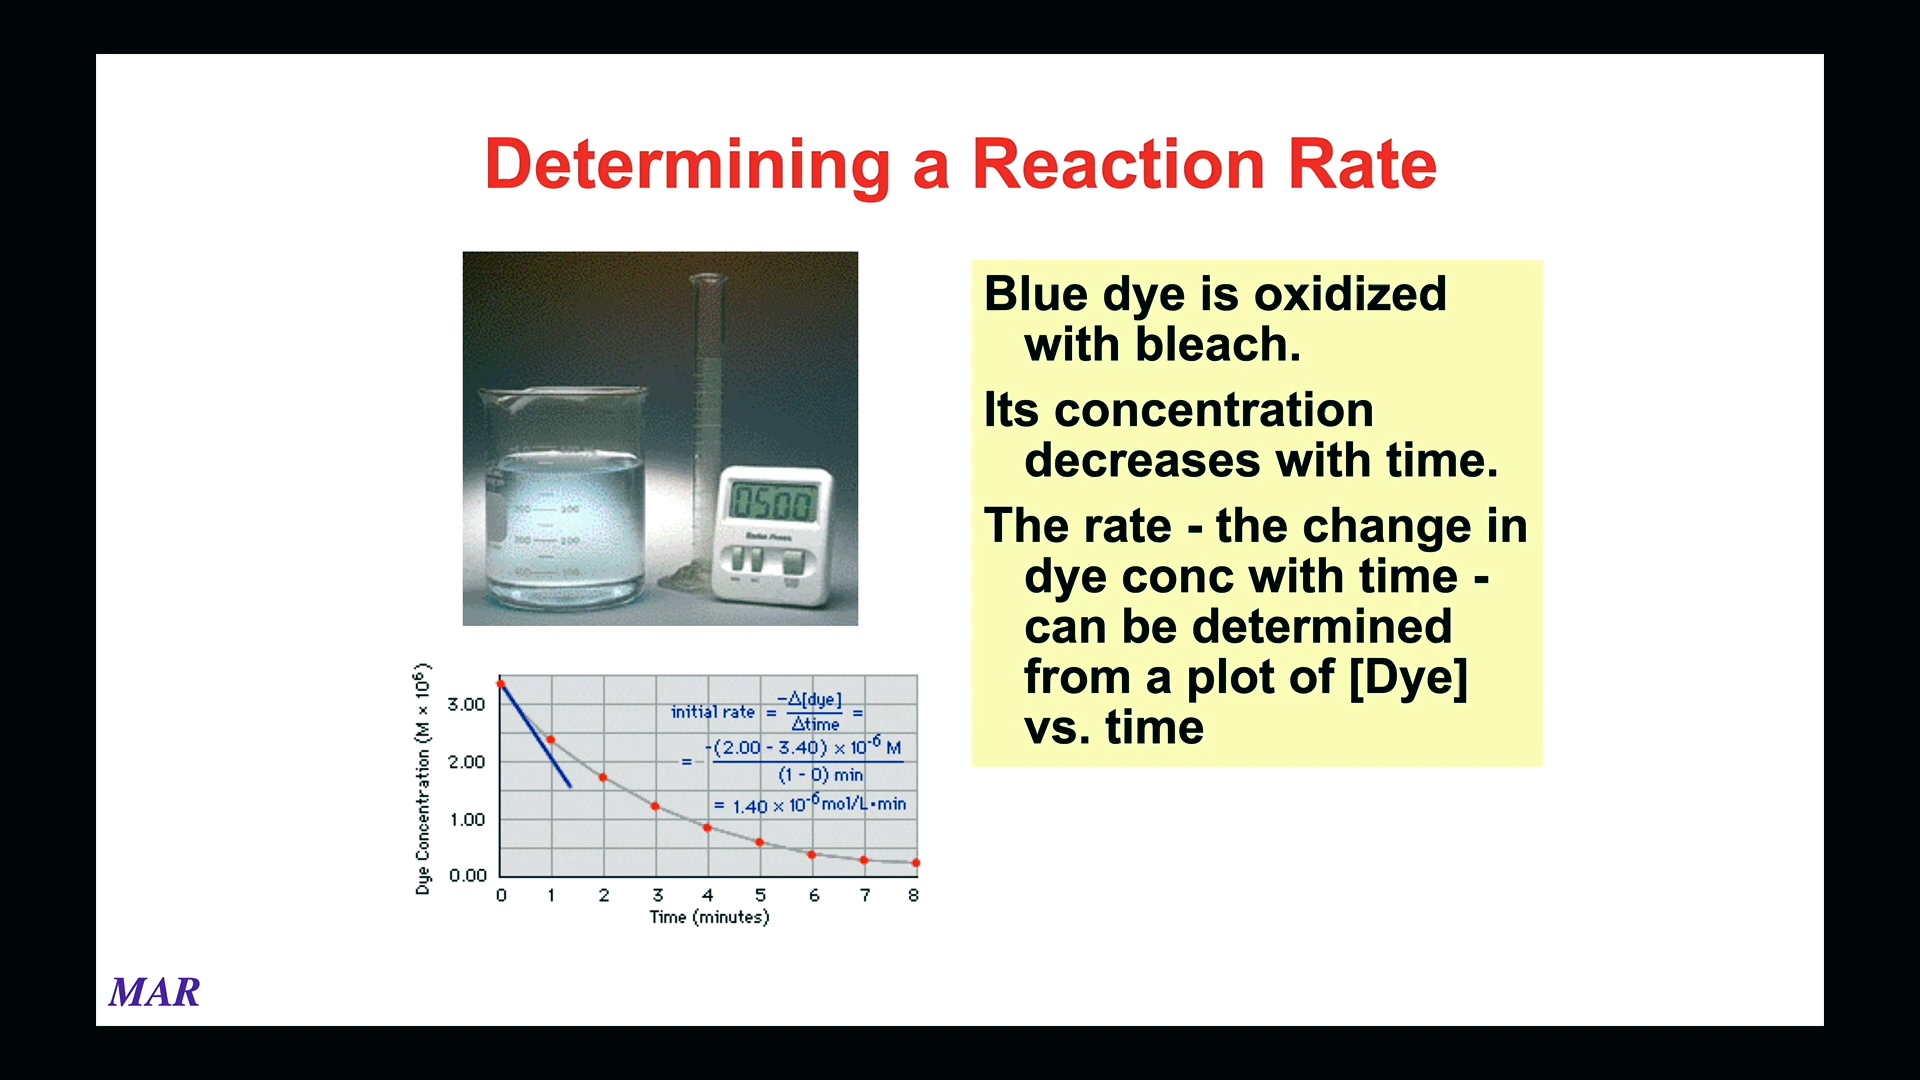 Determining a Reaction Rate
0500
300
200
Blue dye is oxidized
with bleach.
Its concentration
decreases with time.
The rate - the change in
dye conc with time -
can be determined
from a plot of [Dye]
vs. time
Dye Concentration (M × 10⁶)
3.00
2.00
1.00
0.00
initial rate = -Δ[dye] / Δtime =
= -(2.00 - 3.40) × 10⁻⁶ M / (1 - 0) min
= 1.40 × 10⁻⁶ mol/L•min
0 1 2 3 4 5 6 7 8
Time (minutes)
MAR